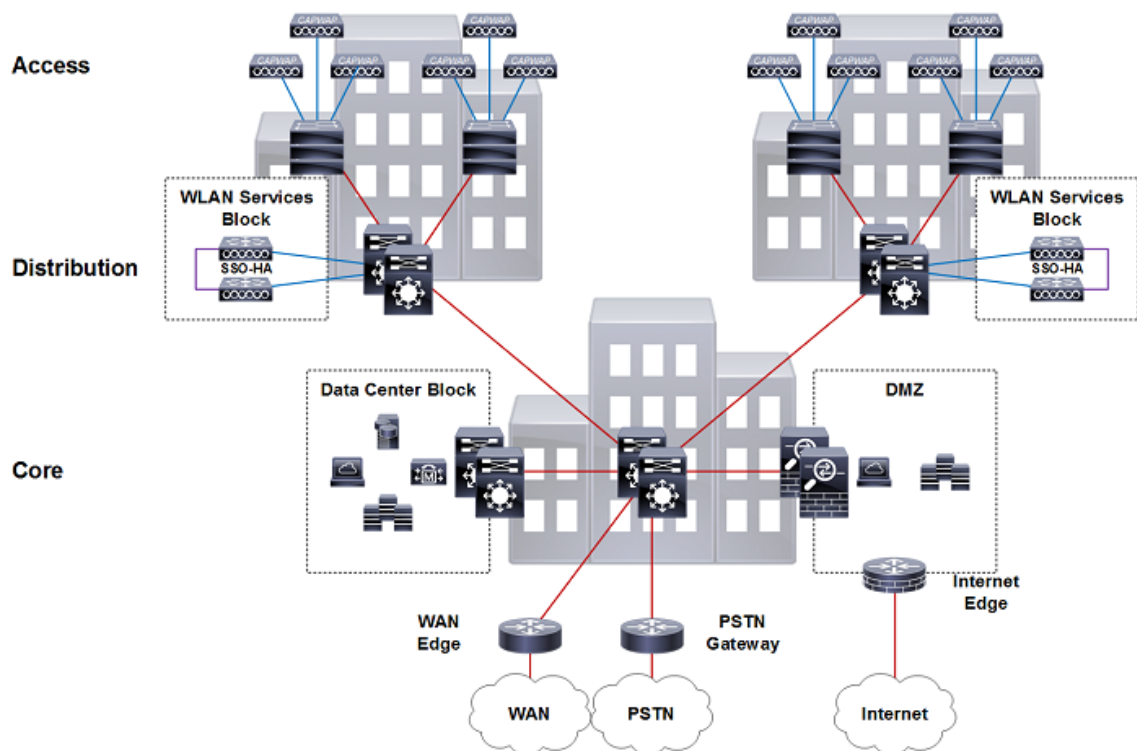 CAPWAP
CAPWAP
CAPWAP
CAPWAP
Access
CAPWAP
CAPWAP
CAPWAP
CAPWAP
CAPWAP
CAPWAP
CAPWAP
CAPWAP
WLAN Services
Block
WLAN Services
Block
Distribution
SSO-HA
SSO-HA
Data Center Block
DMZ
Core
M
WAN
Edge
PSTN
Gateway
Internet
Edge
WAN
PSTN
Internet